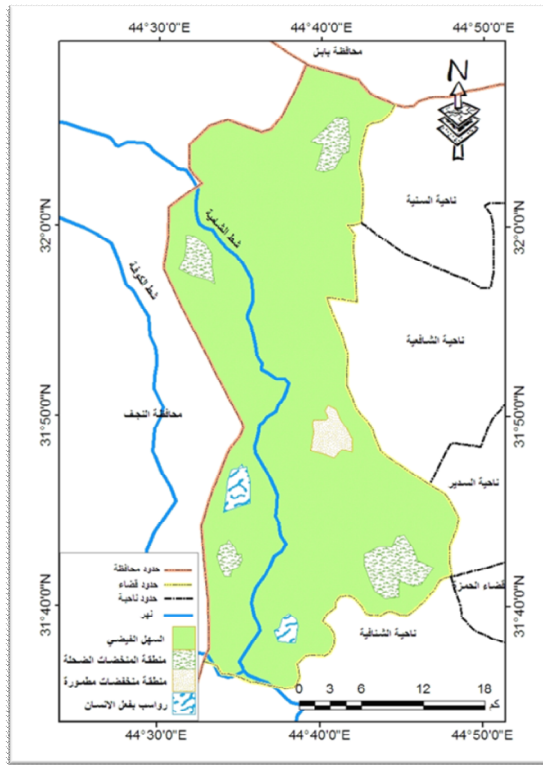 44°30'0"E 44°40'0"E 44°50'0"E
محافظة بابل
N
ناحية السنية
32°0'0"N 32°0'0"N
شط الشامية
شط الكوفة
ناحية الشافعية
31°50'0"N 31°50'0"N
محافظة النجف
ناحية السدير
31°40'0"N 31°40'0"N
ناحية الشنافية
حدود محافظة
حدود قضاء
حدود ناحية
نهر
السهل الفيضي
منطقة المنخفضات الضحلة
منطقة منخفضات مطمورة
رواسب بفعل الانسان
0 3 6 12 18
كم
44°30'0"E 44°40'0"E 44°50'0"E